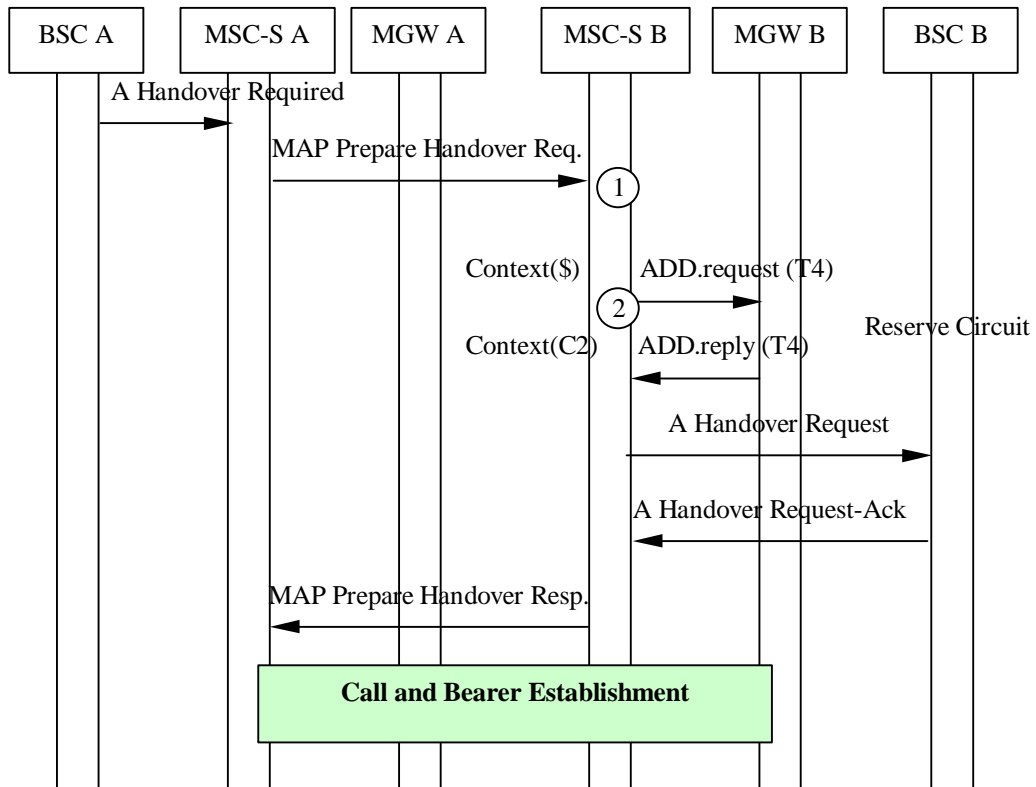 BSC A
MSC-S A
MGW A
MSC-S B
MGW B
BSC B
A Handover Required
MAP Prepare Handover Req.
1
Context($)
ADD.request (T4)
2
Reserve Circuit
Context(C2)
ADD.reply (T4)
A Handover Request
A Handover Request-Ack
MAP Prepare Handover Resp.
Call and Bearer Establishment